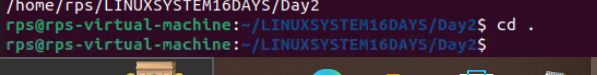 /home/rps/LINUXSYSTEM16DAYS/Day2
rps@rps-virtual-machine:~/LINUXSYSTEM16DAYS/Day2$ cd .
rps@rps-virtual-machine:~/LINUXSYSTEM16DAYS/Day2$